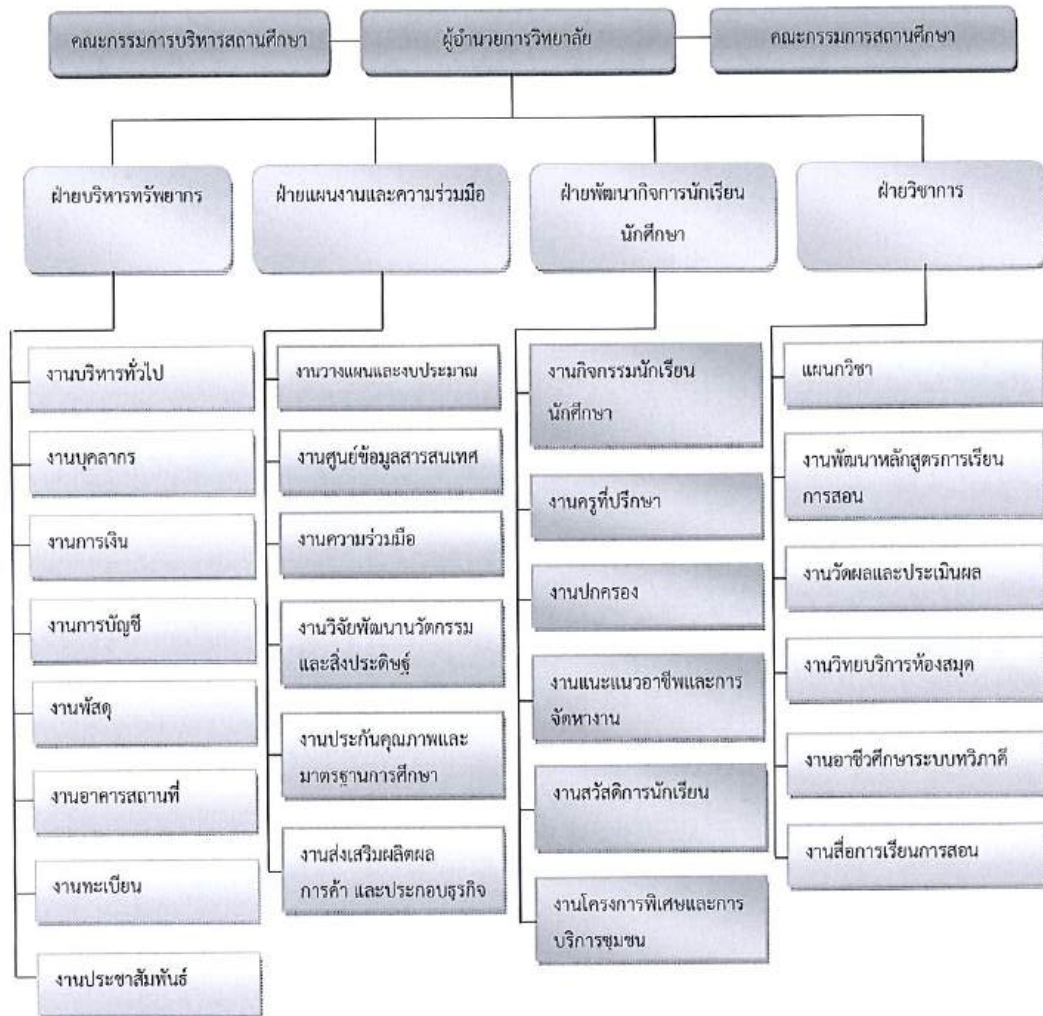 คณะกรรมการบริหารสถานศึกษา
ผู้อำนวยการวิทยาลัย
คณะกรรมการสถานศึกษา
ฝ่ายบริหารทรัพยากร
ฝ่ายแผนงานและความร่วมมือ
ฝ่ายพัฒนากิจการนักเรียน
นักศึกษา
ฝ่ายวิชาการ
งานบริหารทั่วไป
งานบุคลากร
งานการเงิน
งานการบัญชี
งานพัสดุ
งานอาคารสถานที่
งานทะเบียน
งานประชาสัมพันธ์
งานวางแผนและงบประมาณ
งานศูนย์ข้อมูลสารสนเทศ
งานความร่วมมือ
งานวิจัยพัฒนานวัตกรรม
และสิ่งประดิษฐ์
งานประกันคุณภาพและ
มาตรฐานการศึกษา
งานส่งเสริมผลิตผล
การค้า และประกอบธุรกิจ
งานกิจกรรมนักเรียน
นักศึกษา
งานครูที่ปรึกษา
งานปกครอง
งานแนะแนวอาชีพและการ
จัดหางาน
งานสวัสดิการนักเรียน
งานโครงการพิเศษและการ
บริการชุมชน
แผนกวิชา
งานพัฒนาหลักสูตรการเรียน
การสอน
งานวัดผลและประเมินผล
งานวิทยบริการห้องสมุด
งานอาชีวศึกษาระบบทวิภาคี
งานสื่อการเรียนการสอน